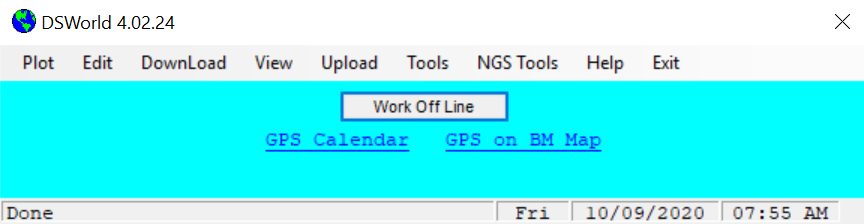 DSWorld 4.02.24
Plot Edit DownLoad View Upload Tools NGS Tools Help Exit
Work Off Line
GPS Calendar GPS on BM Map
Done Fri 10/09/2020 07:55 AM